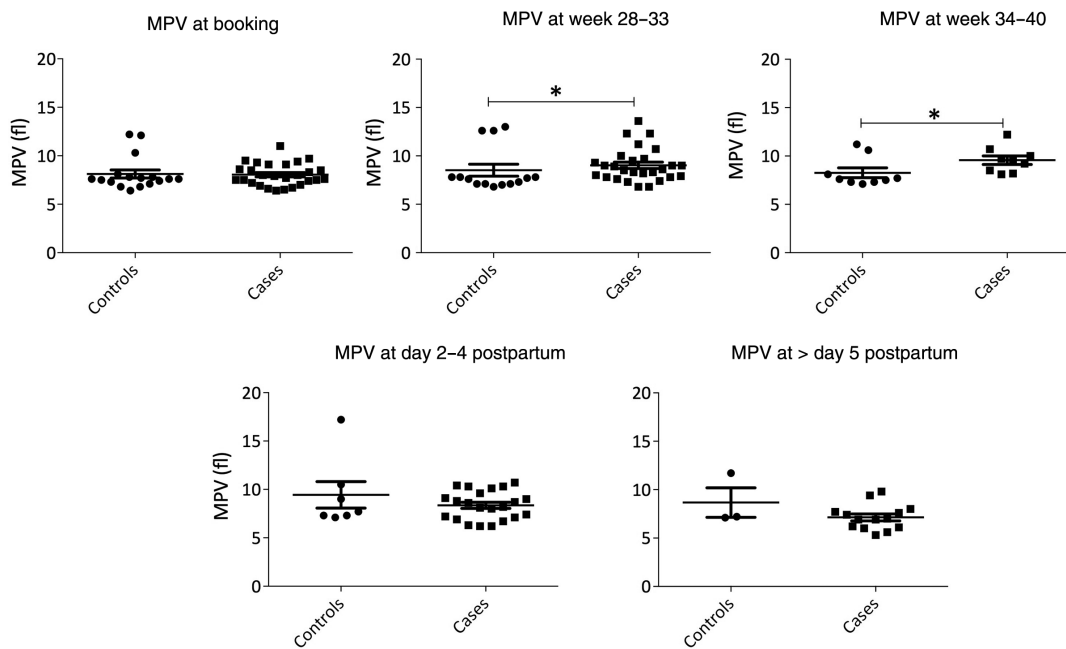 MPV at booking
MPV at week 28–33
MPV at week 34–40
MPV (fl)
20
15
10
5
0
Controls
Cases
MPV (fl)
20
15
10
5
0
*
Controls
Cases
MPV (fl)
20
15
10
5
0
*
Controls
Cases
MPV at day 2–4 postpartum
MPV at > day 5 postpartum
MPV (fl)
20
15
10
5
0
Controls
Cases
20
15
10
5
0
Controls
Cases